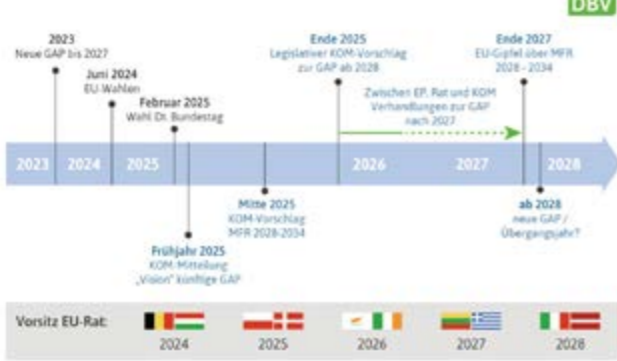 DBV
2023
Neue GAP bis 2027
Juni 2024
EU-Wahlen
Februar 2025
Wahl Dt. Bundestag
Ende 2025
Legislativer KOM-Vorschlag
zur GAP ab 2028
Ende 2027
EU-Gipfel über MFR
2028 - 2034
Zwischen EP, Rat und KOM
Verhandlungen zur GAP
nach 2027
2023 2024 2025 2026 2027 2028
Mitte 2025
KOM-Vorschlag
MFR 2028-2034
ab 2028
neue GAP /
Übergangsjahr?
Frühjahr 2025
KOM-Mitteilung
„Vision" künftige GAP
Vorsitz EU-Rat:
2024 2025 2026 2027 2028